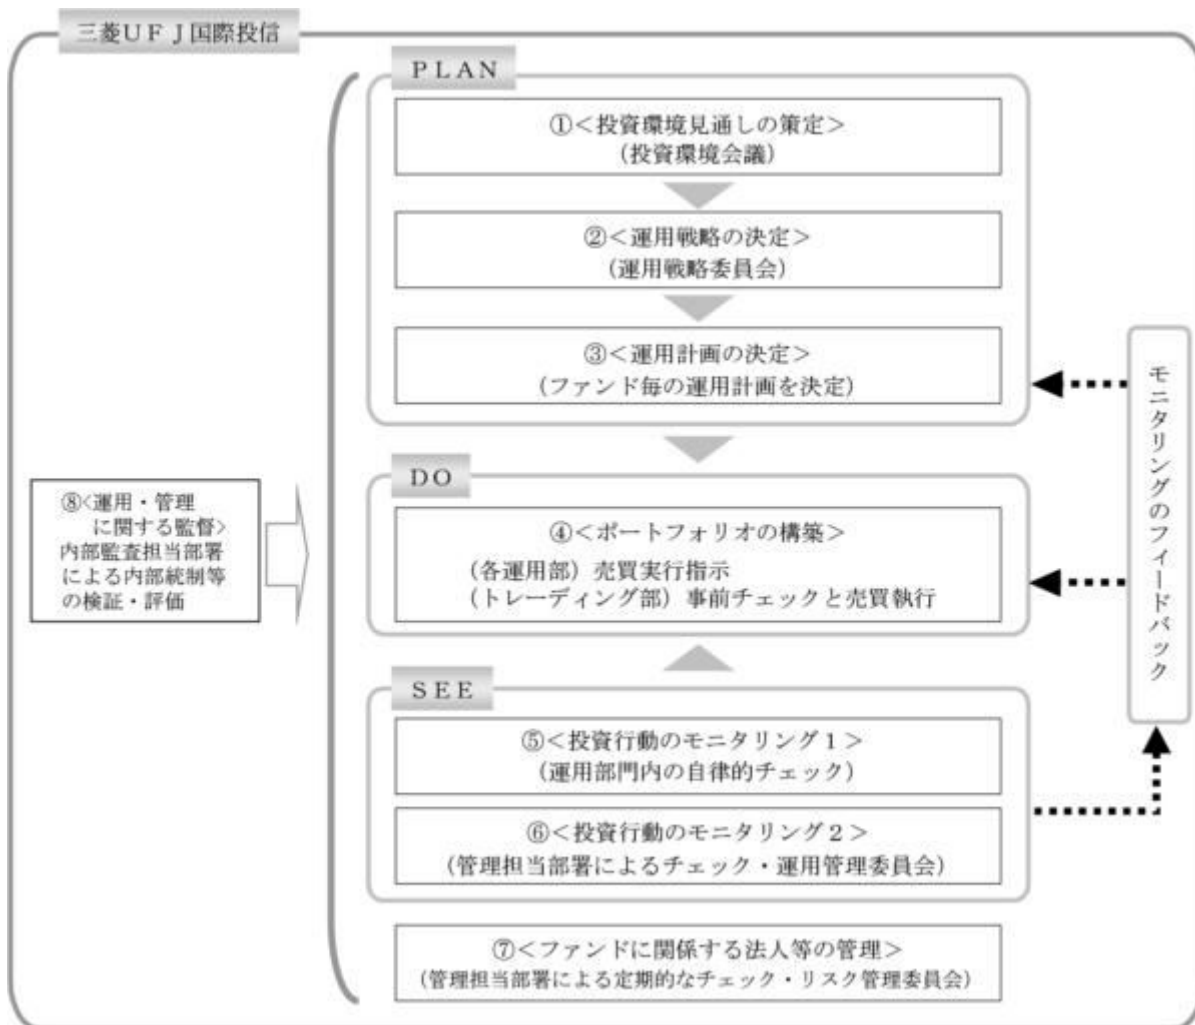 三菱UFJ国際投信
PLAN
①<投資環境見通しの策定>
(投資環境会議)
②<運用戦略の決定>
(運用戦略委員会)
③<運用計画の決定>
(ファンド毎の運用計画を決定)
DO
④<ポートフォリオの構築>
(各運用部)売買実行指示
(トレーディング部)事前チェックと売買執行
SEE
⑤<投資行動のモニタリング1>
(運用部門内の自律的チェック)
⑥<投資行動のモニタリング2>
(管理担当部署によるチェック・運用管理委員会)
⑦<ファンドに関係する法人等の管理>
(管理担当部署による定期的なチェック・リスク管理委員会)
⑧<運用・管理
に関する監督>
内部監査担当部署
による内部統制等
の検証・評価
モニタリングのフィードバック